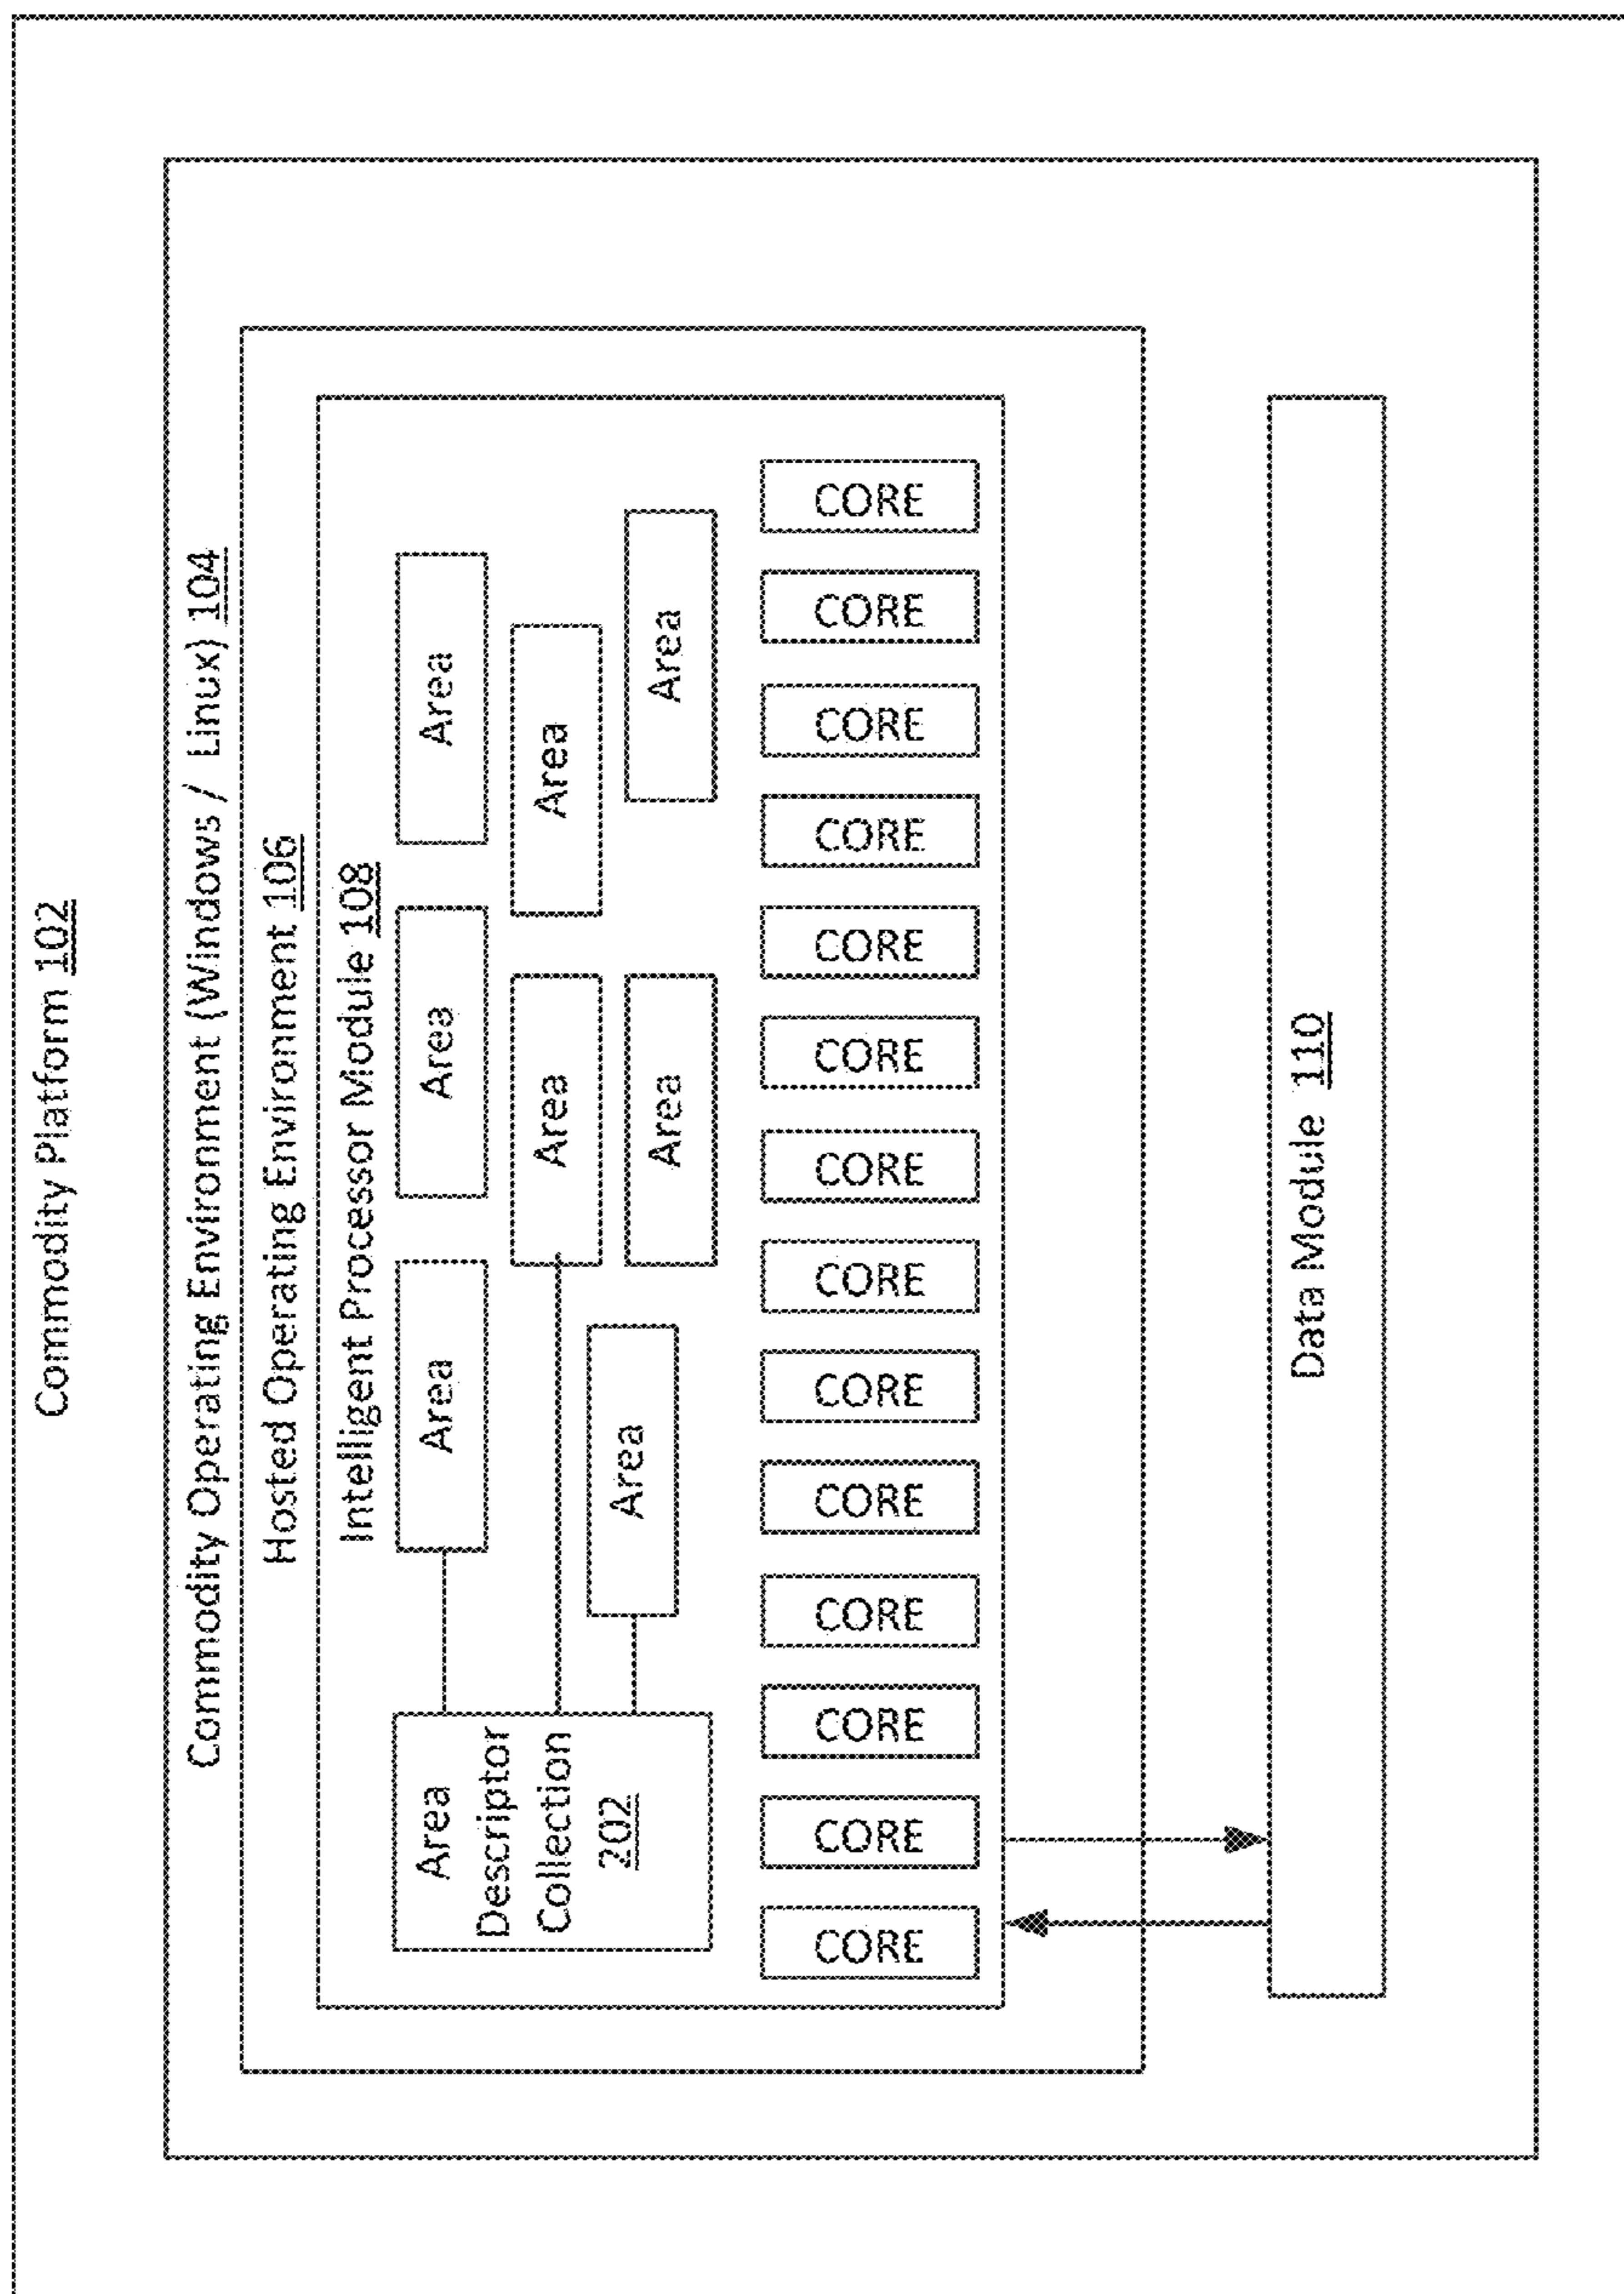 Commodity Platform 102
Commodity Operating Environment (Windows / Linux) 104
Hosted Operating Environment 106
Intelligent Processor Module 108
Area
Descriptor
Collection
202
Area
Area
Area
Area
Area
Area
Area
Area
CORE
CORE
CORE
CORE
CORE
CORE
CORE
CORE
CORE
CORE
CORE
CORE
CORE
CORE
Data Module 110